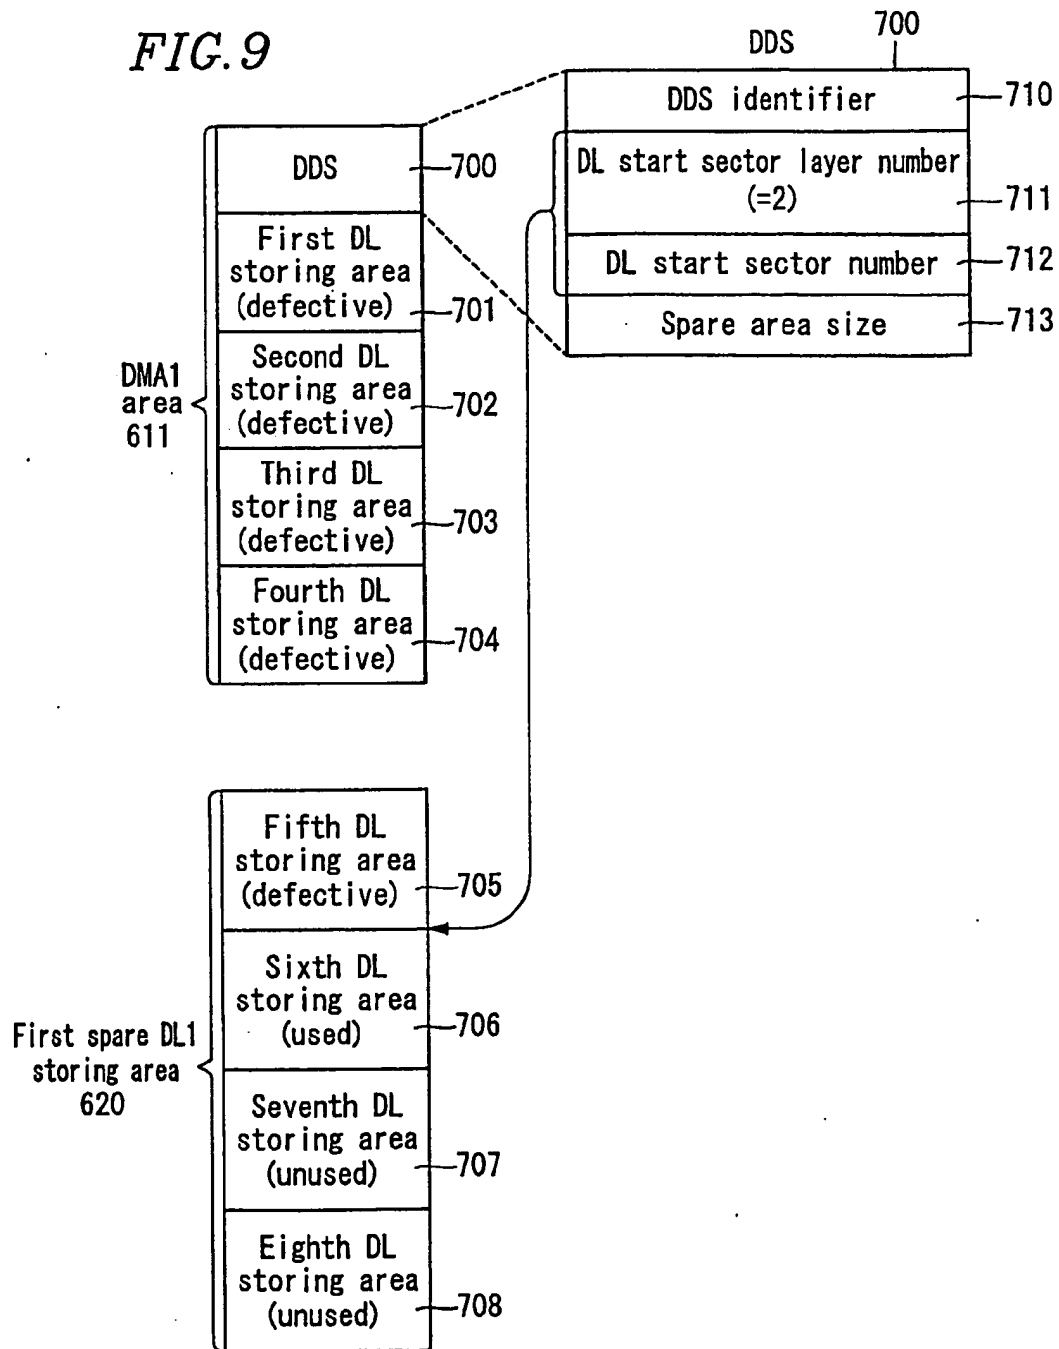 FIG. 9
DDS
700
DDS identifier
710
DL start sector layer number
(=2)
711
DL start sector number
712
Spare area size
713
DDS
700
First DL
storing area
(defective)
701
Second DL
storing area
(defective)
702
Third DL
storing area
(defective)
703
Fourth DL
storing area
(defective)
704
DMA1
area
611
Fifth DL
storing area
(defective)
705
Sixth DL
storing area
(used)
706
Seventh DL
storing area
(unused)
707
Eighth DL
storing area
(unused)
708
First spare DL1
storing area
620